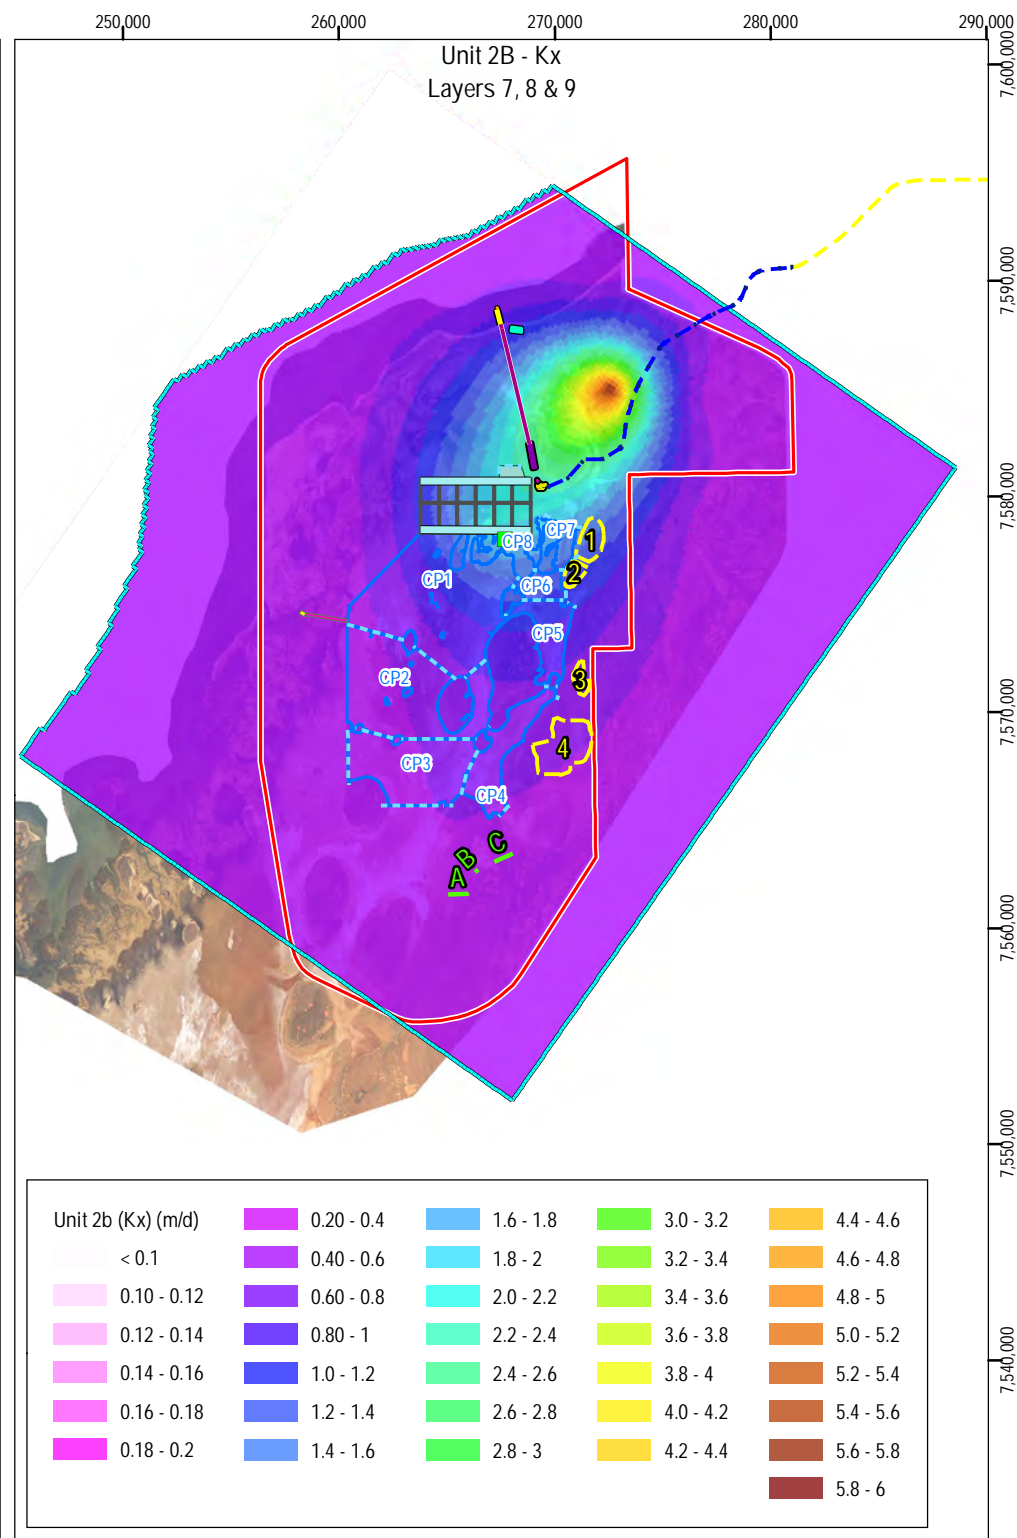 250,000 260,000 270,000 280,000 290,000
Unit 2B - Kx
Layers 7, 8 & 9
7,600,000
7,590,000
7,580,000
7,570,000
7,560,000
7,550,000
7,540,000
CP7
CP8
1
CP1
CP6
2
CP5
CP2
3
4
CP3
CP4
C
B
A
Unit 2b (Kx) (m/d)
< 0.1
0.10 - 0.12
0.12 - 0.14
0.14 - 0.16
0.16 - 0.18
0.18 - 0.2
0.20 - 0.4
0.40 - 0.6
0.60 - 0.8
0.80 - 1
1.0 - 1.2
1.2 - 1.4
1.4 - 1.6
1.6 - 1.8
1.8 - 2
2.0 - 2.2
2.2 - 2.4
2.4 - 2.6
2.6 - 2.8
2.8 - 3
3.0 - 3.2
3.2 - 3.4
3.4 - 3.6
3.6 - 3.8
3.8 - 4
4.0 - 4.2
4.2 - 4.4
4.4 - 4.6
4.6 - 4.8
4.8 - 5
5.0 - 5.2
5.2 - 5.4
5.4 - 5.6
5.6 - 5.8
5.8 - 6